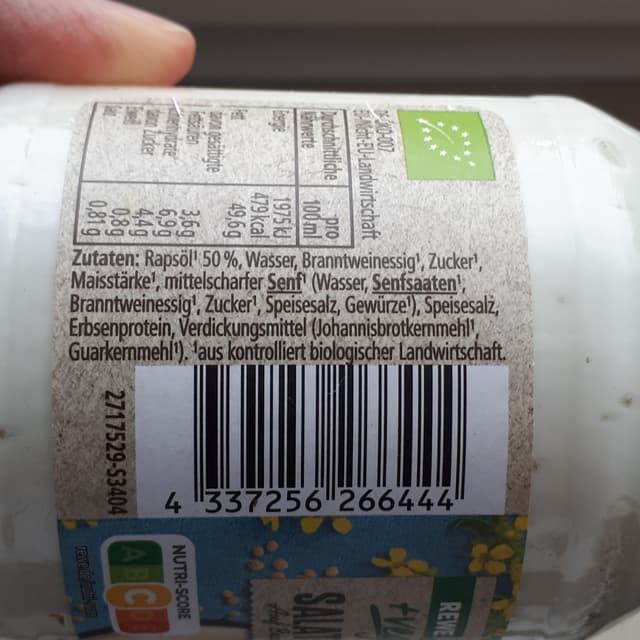 Nicht-EU-Landwirtschaft
Durchschnittliche Nährwerte pro 100 ml
Energie 1975 kJ
479 kcal
Fett 49,6 g
davon gesättigte
Fettsäuren 3,6 g
Kohlenhydrate 6,9 g
davon Zucker 4,4 g
Eiweiß 0,8 g
Salz 0,81 g
Zutaten: Rapsöl¹ 50 %, Wasser, Branntweinessig¹, Zucker¹,
Maisstärke¹, mittelscharfer Senf¹ (Wasser, Senfsaaten¹,
Branntweinessig¹, Zucker¹, Speisesalz, Gewürze¹), Speisesalz,
Erbsenprotein, Verdickungsmittel (Johannisbrotkernmehl¹,
Guarkernmehl¹). ¹aus kontrolliert biologischer Landwirtschaft.
2217529-53404
4 337256 266444
NUTRI-SCORE
A B C D
REWE